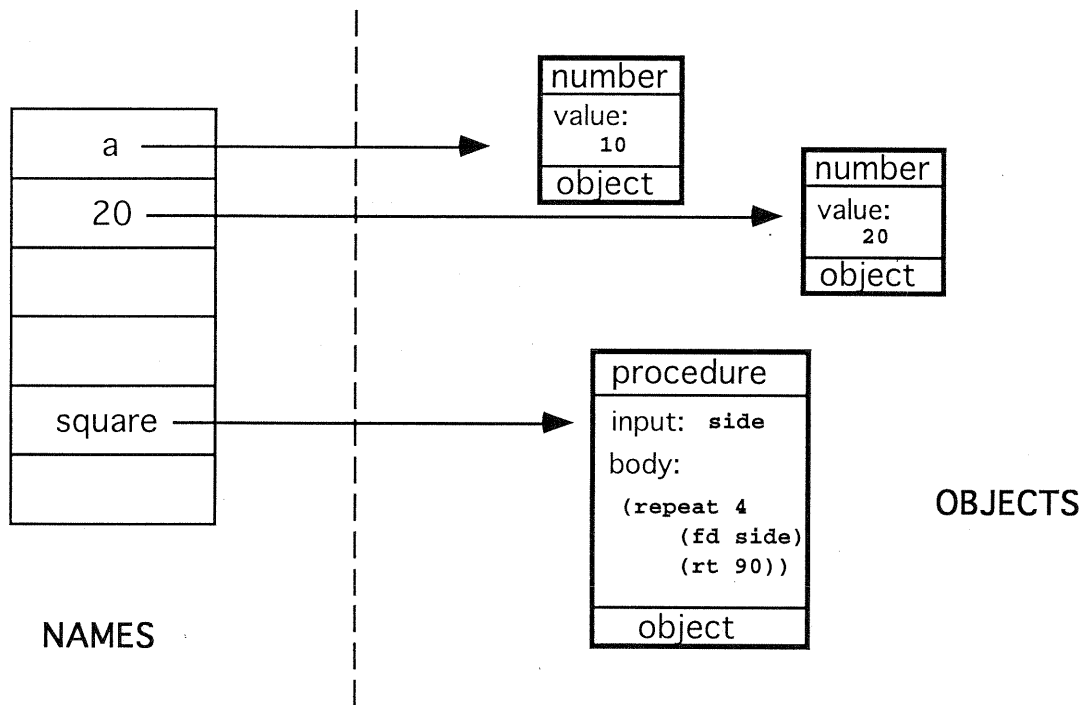 a
20
square
NAMES
number
value:
10
object
number
value:
20
object
procedure
input: side
body:
(repeat 4
(fd side)
(rt 90))
object
OBJECTS